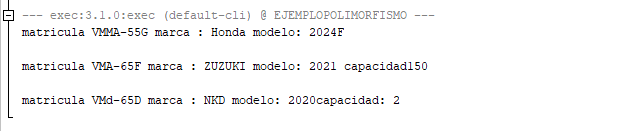 --- exec:3.1.0:exec (default-cli) @ EJEMPLOPOLIMORFISMO ---
matricula VMMA-55G marca : Honda modelo: 2024F
matricula VMA-65F marca : ZUZUKI modelo: 2021 capacidad150
matricula VMd-65D marca : NKD modelo: 2020capacidad: 2